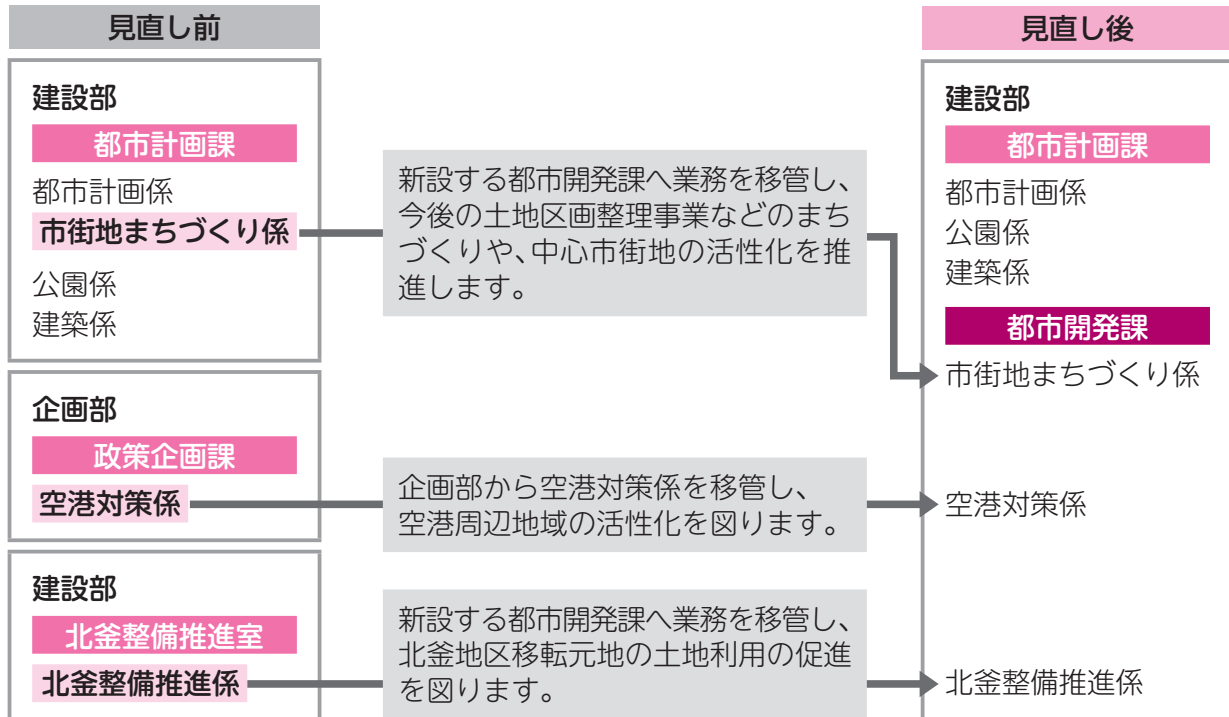 見直し前
建設部
都市計画課
都市計画係
市街地まちづくり係
公園係
建築係
企画部
政策企画課
空港対策係
建設部
北釜整備推進室
北釜整備推進係
新設する都市開発課へ業務を移管し、
今後の土地区画整理事業などのまち
づくりや、中心市街地の活性化を推
進します。
企画部から空港対策係を移管し、
空港周辺地域の活性化を図ります。
新設する都市開発課へ業務を移管し、
北釜地区移転元地の土地利用の促進
を図ります。
見直し後
建設部
都市計画課
都市計画係
公園係
建築係
都市開発課
市街地まちづくり係
空港対策係
北釜整備推進係